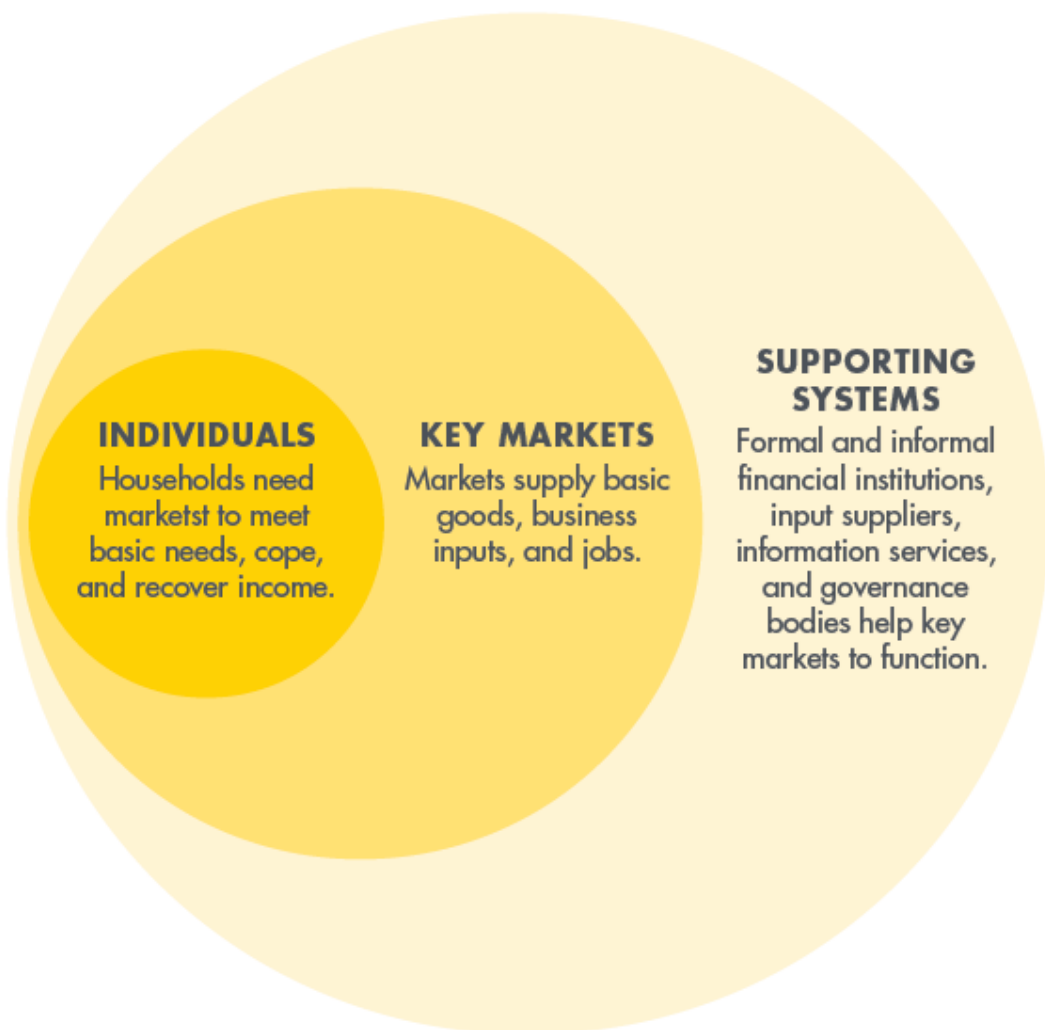 INDIVIDUALS
Households need
marketst to meet
basic needs, cope,
and recover income.
KEY MARKETS
Markets supply basic
goods, business
inputs, and jobs.
SUPPORTING
SYSTEMS
Formal and informal
financial institutions,
input suppliers,
information services,
and governance
bodies help key
markets to function.